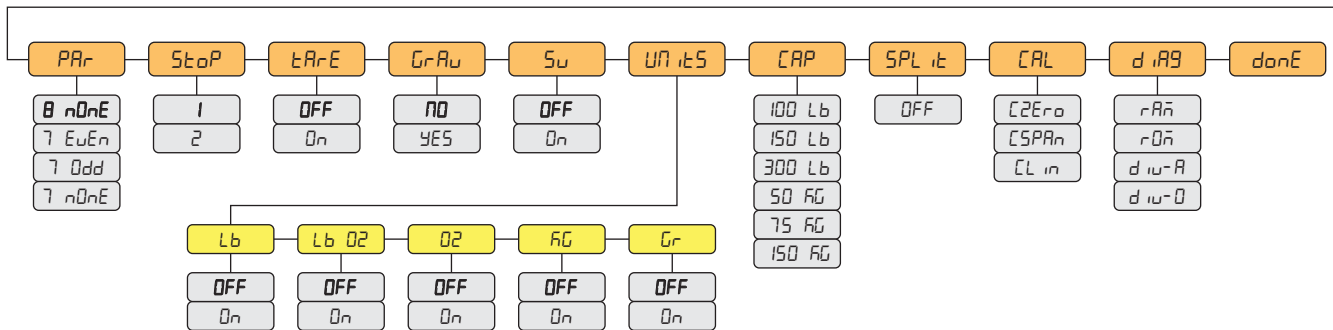 PAr StoP tArE GrAv Sv UNitS CAP SPLit CAL diAg donE
8 nOnE 1 OFF NO OFF 100 Lb OFF CZEro rAm
7 EvEn 2 On YES On 150 Lb CSPAn rOm
7 Odd 300 Lb CLin div-A
7 nOnE 50 KG div-O
75 KG
150 KG
Lb Lb OZ OZ KG Gr
OFF OFF OFF OFF OFF
On On On On On